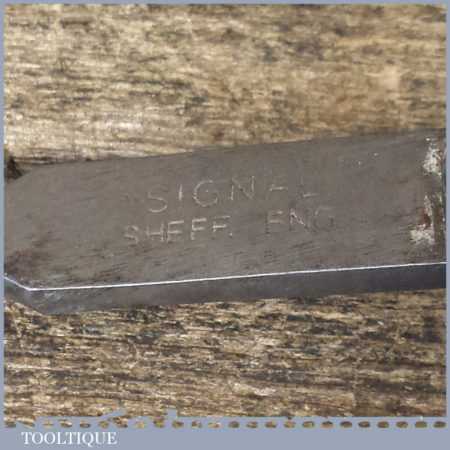 "SIGNAL"
SHEFF. ENG.
TOOLTIQUE